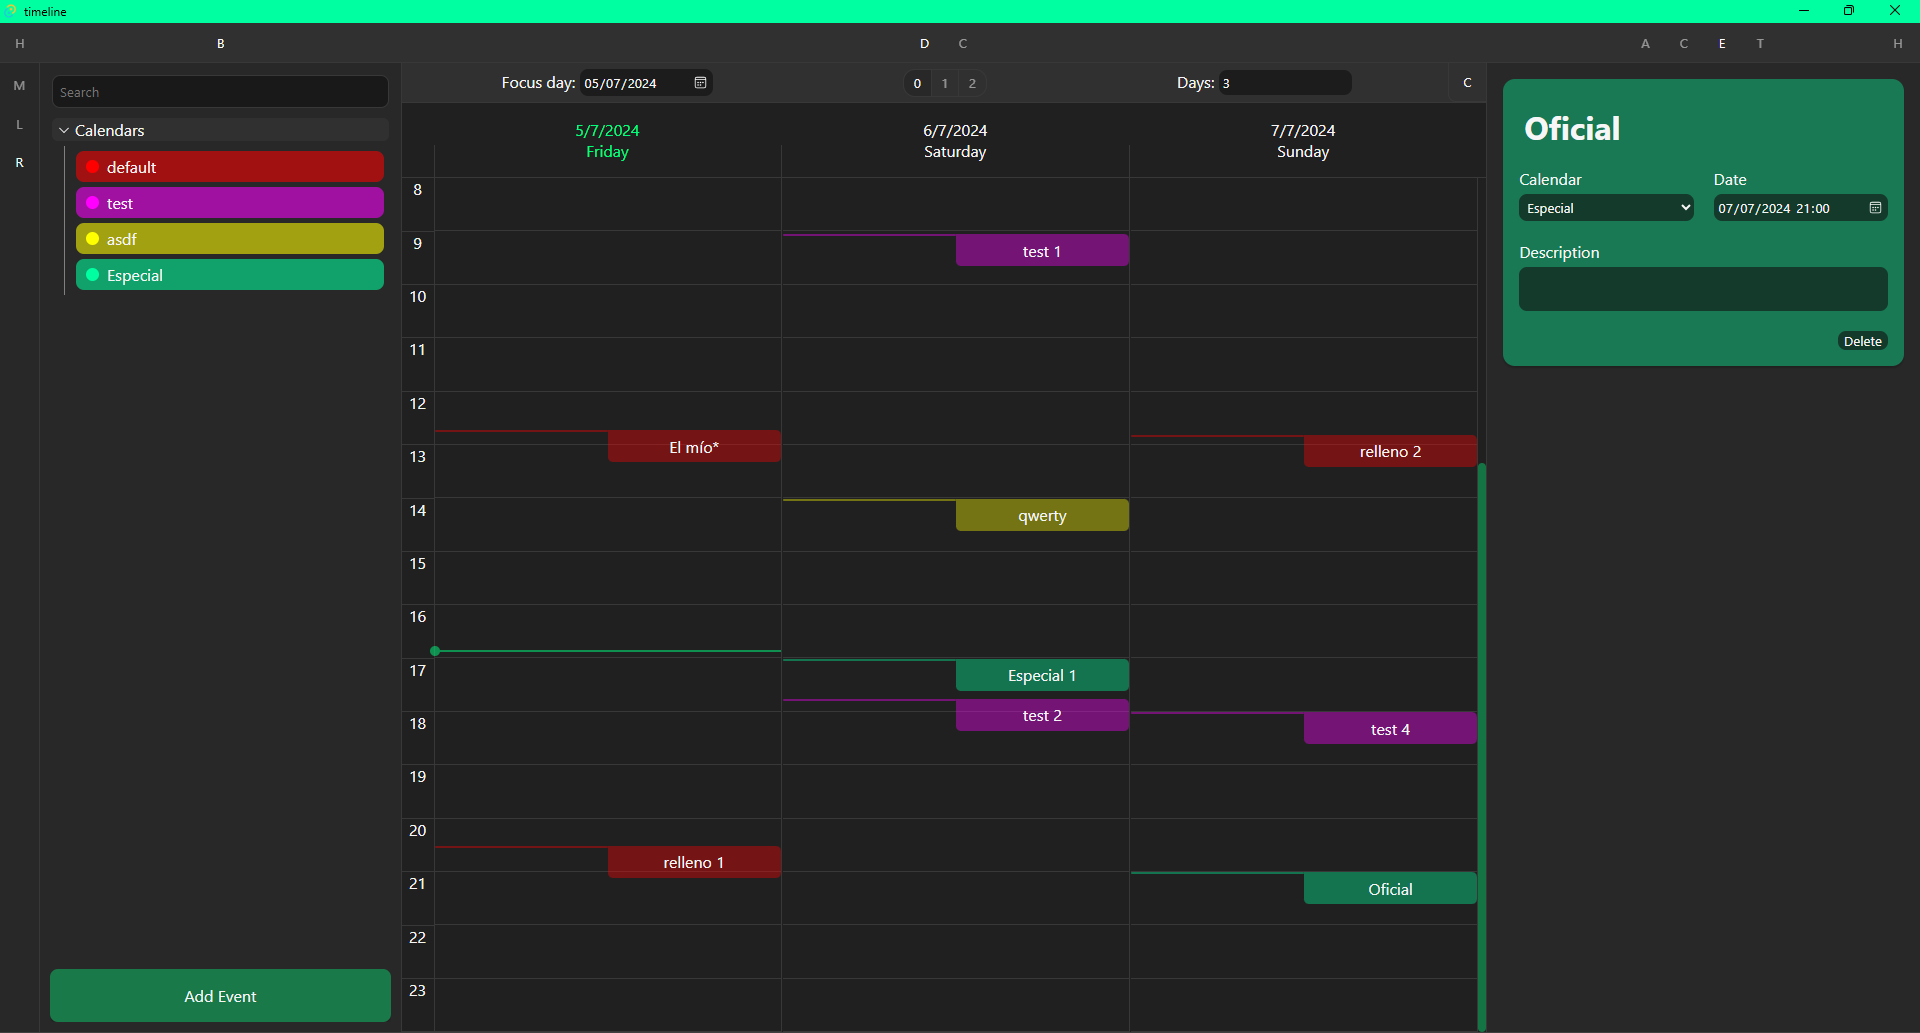 timeline
H B D C A C E T H
M
L
R
Search
Calendars
default
test
asdf
Especial
Add Event
Focus day: 05/07/2024
0 1 2
Days: 3
C
5/7/2024
Friday
6/7/2024
Saturday
7/7/2024
Sunday
8
9
test 1
10
11
12
El mío*
relleno 2
13
14
qwerty
15
16
17
Especial 1
test 2
18
test 4
19
20
relleno 1
21
Oficial
22
23
Oficial
Calendar
Date
Especial
07/07/2024 21:00
Description
Delete